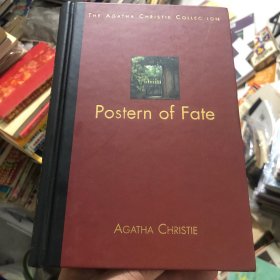 THE AGATHA CHRISTIE COLLECTION
Postern of Fate
AGATHA CHRISTIE